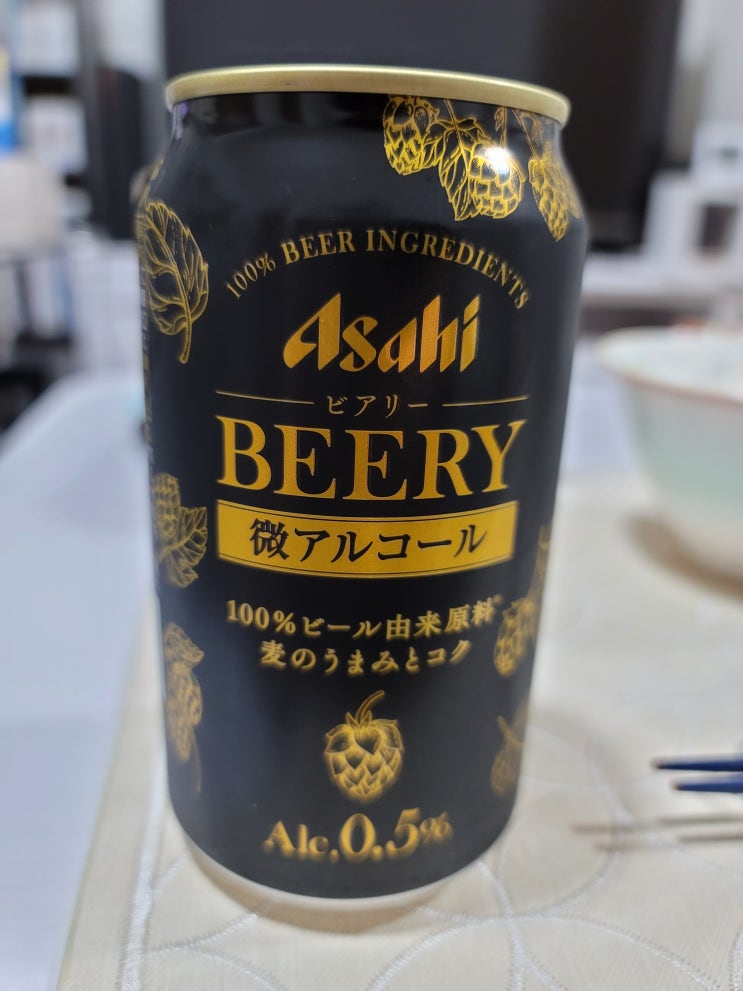 100% BEER INGREDIENTS
Asahi
ビアリー
BEERY
微アルコール
100%ビール由来原料※
麦のうまみとコク
Alc.0.5%